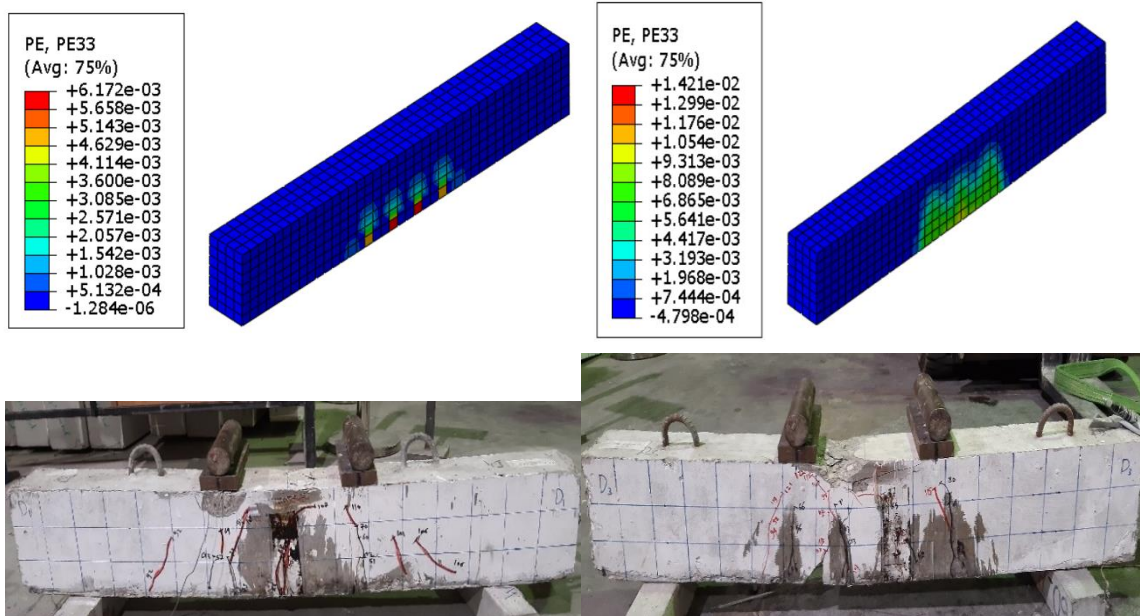 PE, PE33
(Avg: 75%)
+6.172e-03
+5.658e-03
+5.143e-03
+4.629e-03
+4.114e-03
+3.600e-03
+3.085e-03
+2.571e-03
+2.057e-03
+1.542e-03
+1.028e-03
+5.132e-04
-1.284e-06
PE, PE33
(Avg: 75%)
+1.421e-02
+1.299e-02
+1.176e-02
+1.054e-02
+9.313e-03
+8.089e-03
+6.865e-03
+5.641e-03
+4.417e-03
+3.193e-03
+1.968e-03
+7.444e-04
-4.798e-04
D1
D1
D3
D3